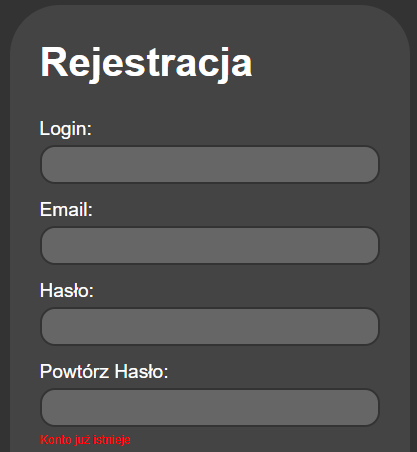 Rejestracja
Login:
Email:
Hasło:
Powtórz Hasło:
Konto już istnieje